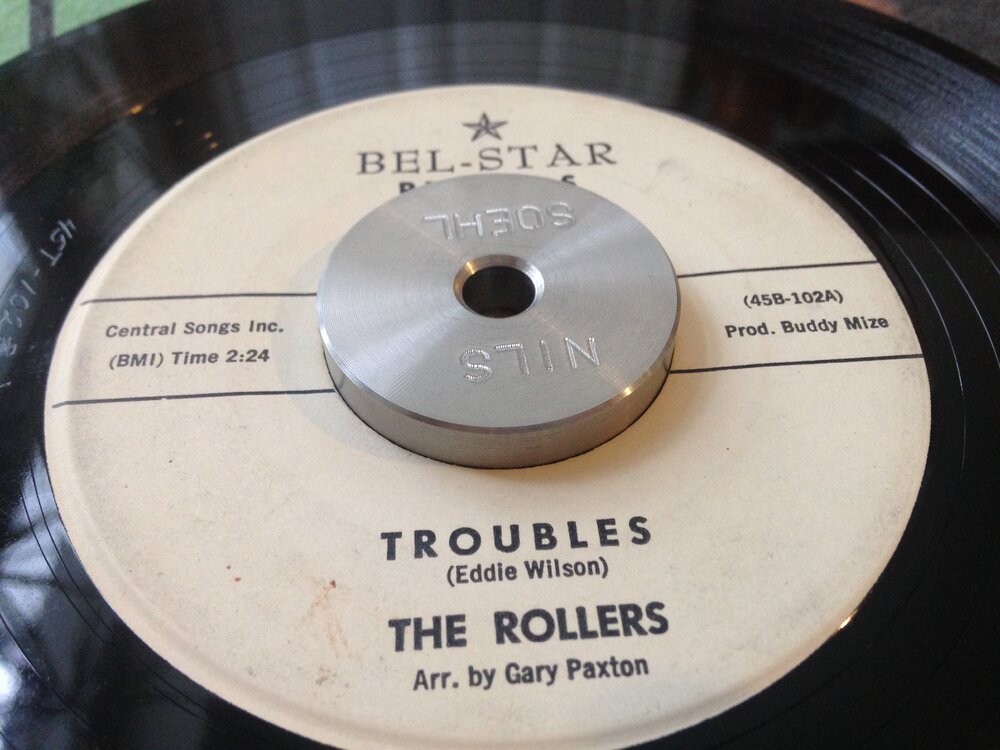 BEL-STAR
SOEHL
NILS
Central Songs Inc.
(BMI) Time 2:24
(45B-102A)
Prod. Buddy Mize
TROUBLES
(Eddie Wilson)
THE ROLLERS
Arr. by Gary Paxton